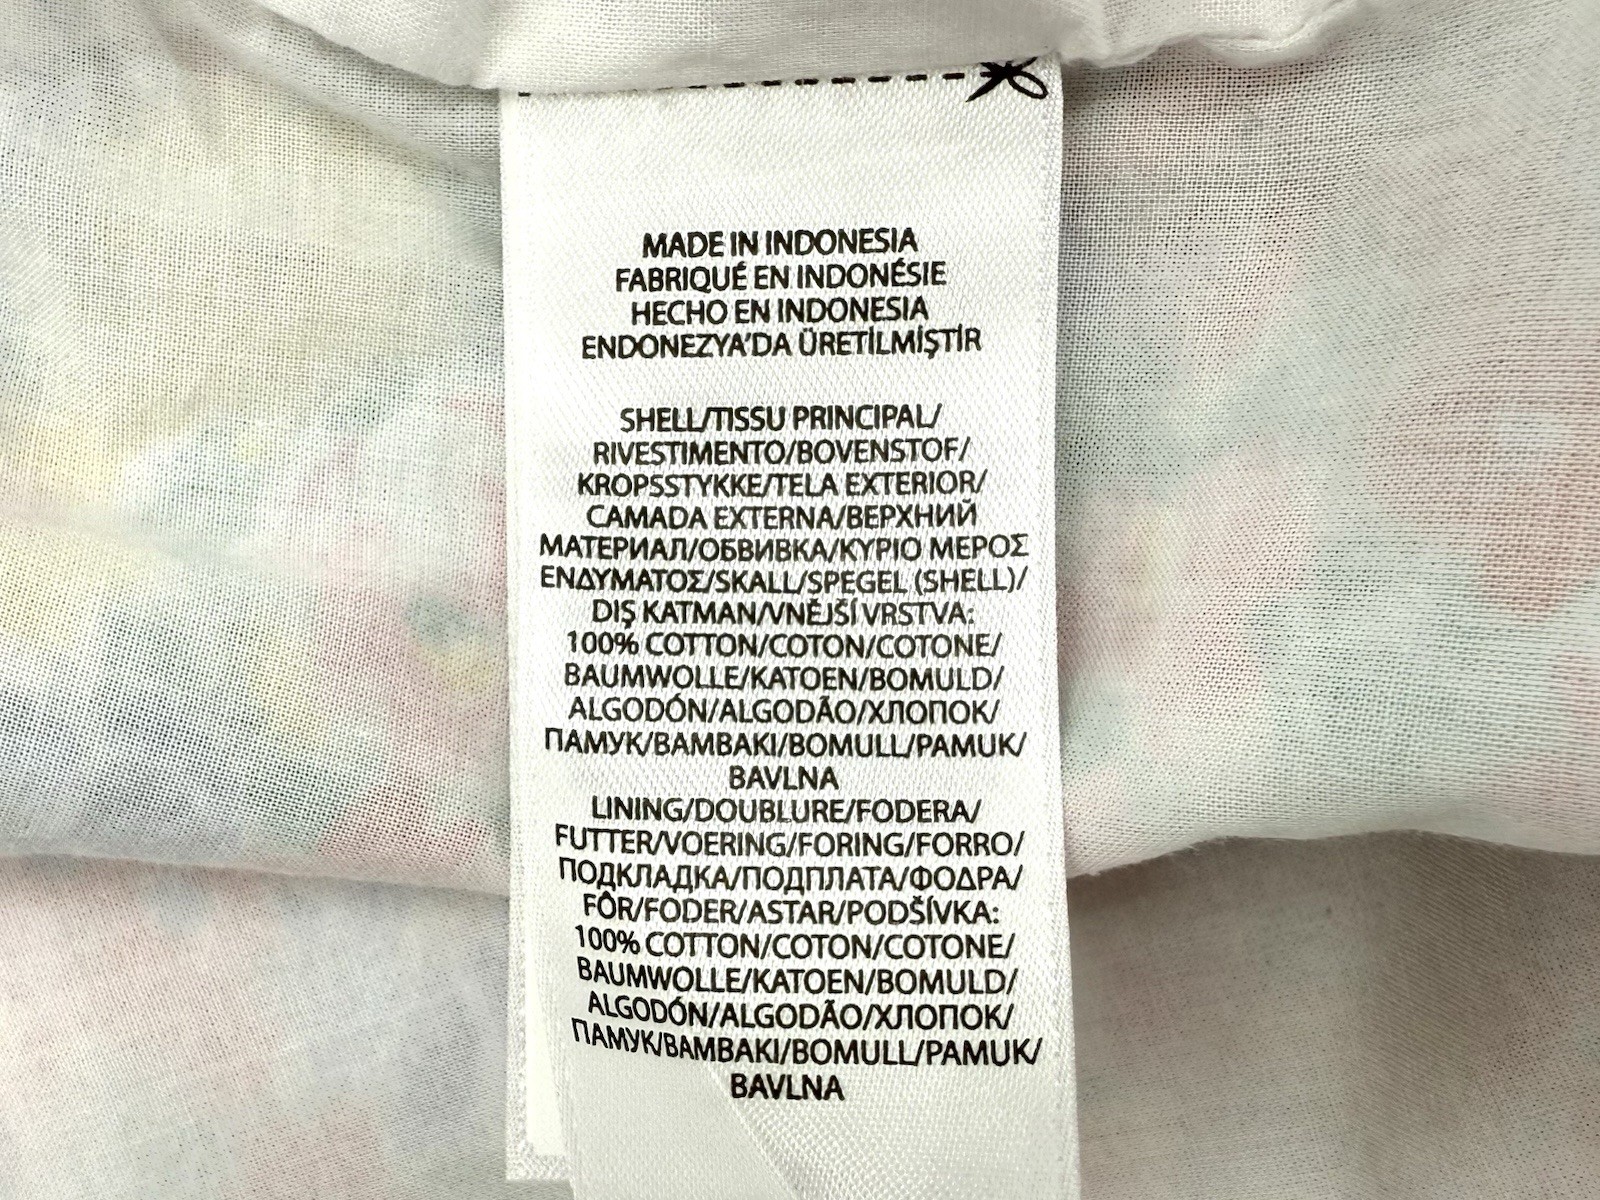 MADE IN INDONESIA
FABRIQUÉ EN INDONÉSIE
HECHO EN INDONESIA
ENDONEZYA'DA ÜRETİLMİŞTİR
SHELL/TISSU PRINCIPAL/
RIVESTIMENTO/BOVENSTOF/
KROPSSTYKKE/TELA EXTERIOR/
CAMADA EXTERNA/ВЕРХНИЙ
МАТЕРИАЛ/ОБВИВКА/ΚΥΡΙΟ ΜΕΡΟΣ
ΕΝΔΥΜΑΤΟΣ/SKALL/SPEGEL (SHELL)/
DIŞ KATMAN/VNĚJŠÍ VRSTVA:
100% COTTON/COTON/COTONE/
BAUMWOLLE/KATOEN/BOMULD/
ALGODÓN/ALGODÃO/ХЛОПОК/
ПАМУК/ΒΑΜΒΑΚΙ/BOMULL/PAMUK/
BAVLNA
LINING/DOUBLURE/FODERA/
FUTTER/VOERING/FORING/FORRO/
ПОДКЛАДКА/ПОДПЛАТА/ΦΟΔΡΑ/
FÔR/FODER/ASTAR/PODŠÍVKA:
100% COTTON/COTON/COTONE/
BAUMWOLLE/KATOEN/BOMULD/
ALGODÓN/ALGODÃO/ХЛОПОК/
ПАМУК/ΒΑΜΒΑΚΙ/BOMULL/PAMUK/
BAVLNA